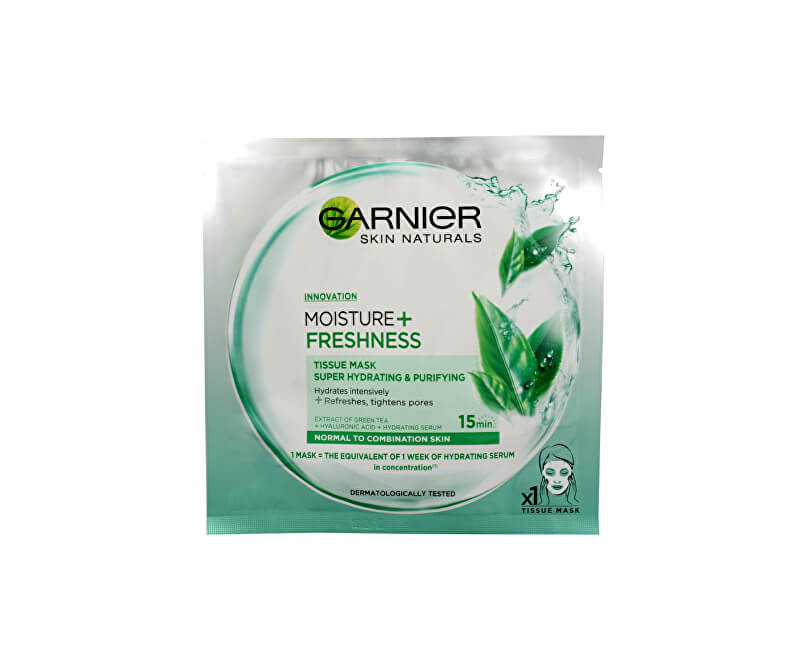 GARNIER
SKIN NATURALS
INNOVATION
MOISTURE+
FRESHNESS
TISSUE MASK
SUPER HYDRATING & PURIFYING
Hydrates intensively
+ Refreshes, tightens pores
EXTRACT OF GREEN TEA
+ HYALURONIC ACID + HYDRATING SERUM
15min
NORMAL TO COMBINATION SKIN
1 MASK = THE EQUIVALENT OF 1 WEEK OF HYDRATING SERUM
in concentration
DERMATOLOGICALLY TESTED
x1
TISSUE MASK